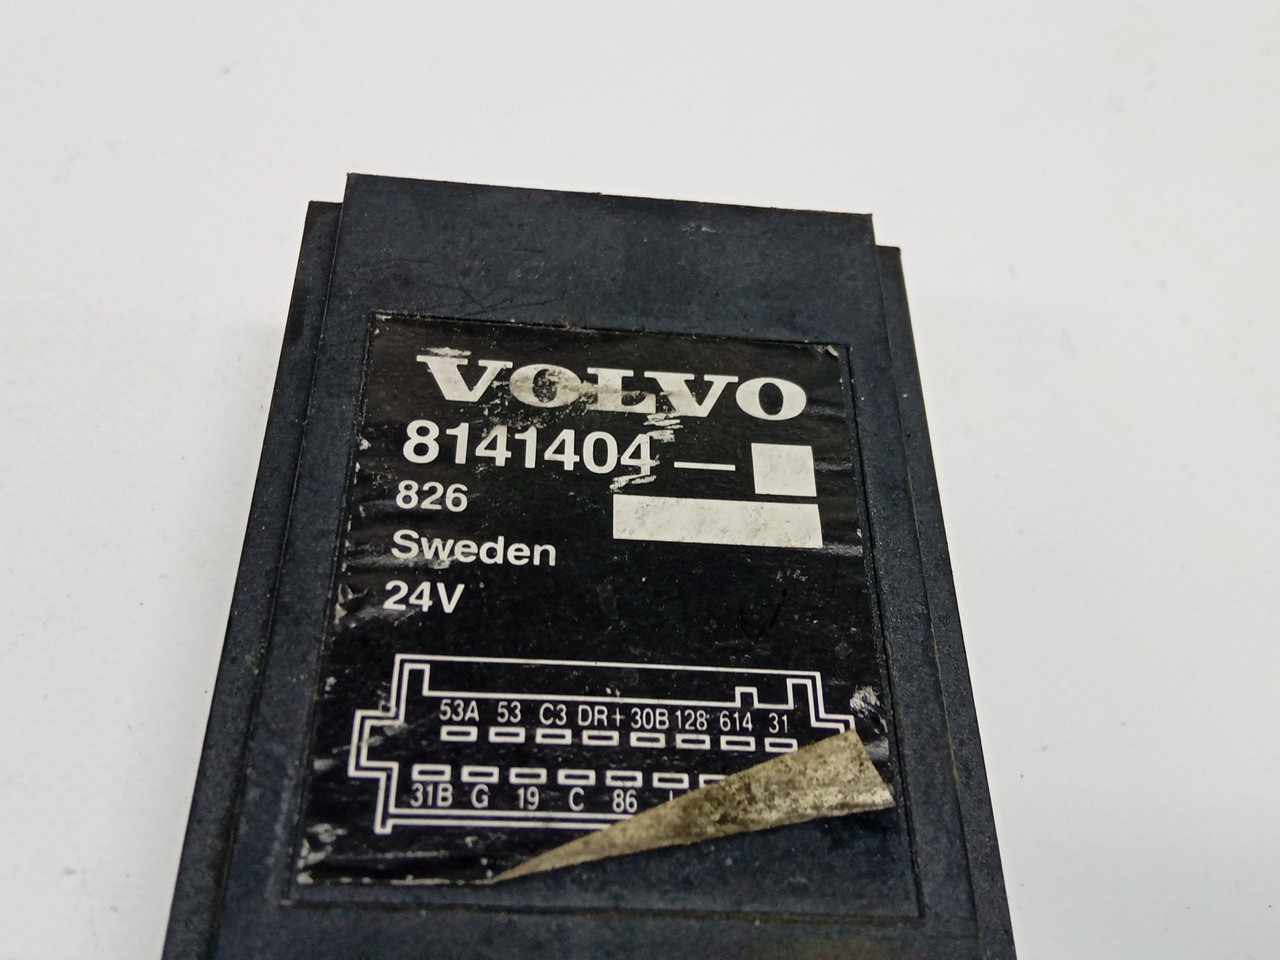 VOLVO
8141404 —
826
Sweden
24V
53A 53 C3 DR+ 30B 128 614 31
31B G 19 C 86